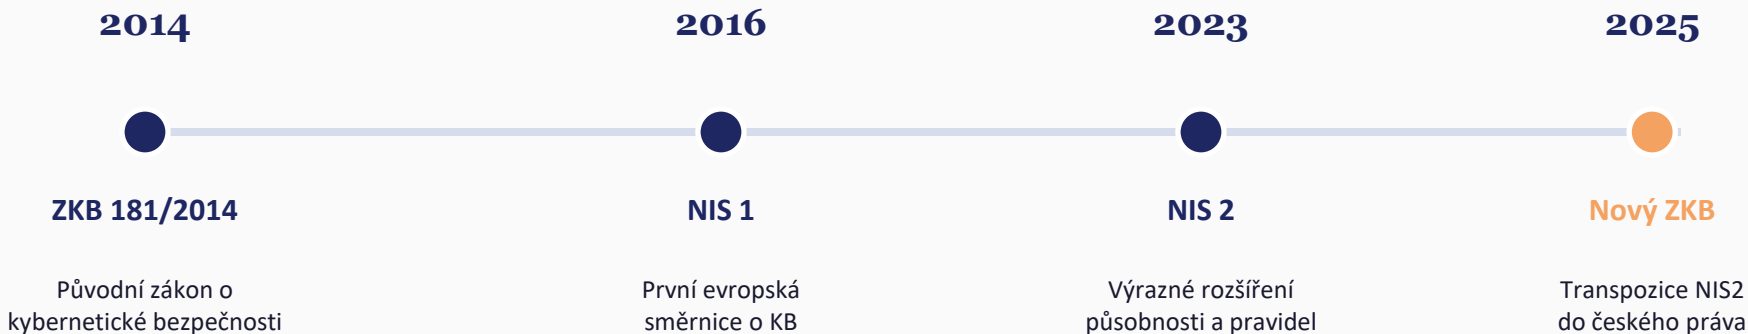 2014
2016
2023
2025
ZKB 181/2014
NIS 1
NIS 2
Nový ZKB
Původní zákon o
kybernetické bezpečnosti
První evropská
směrnice o KB
Výrazné rozšíření
působnosti a pravidel
Transpozice NIS2
do českého práva